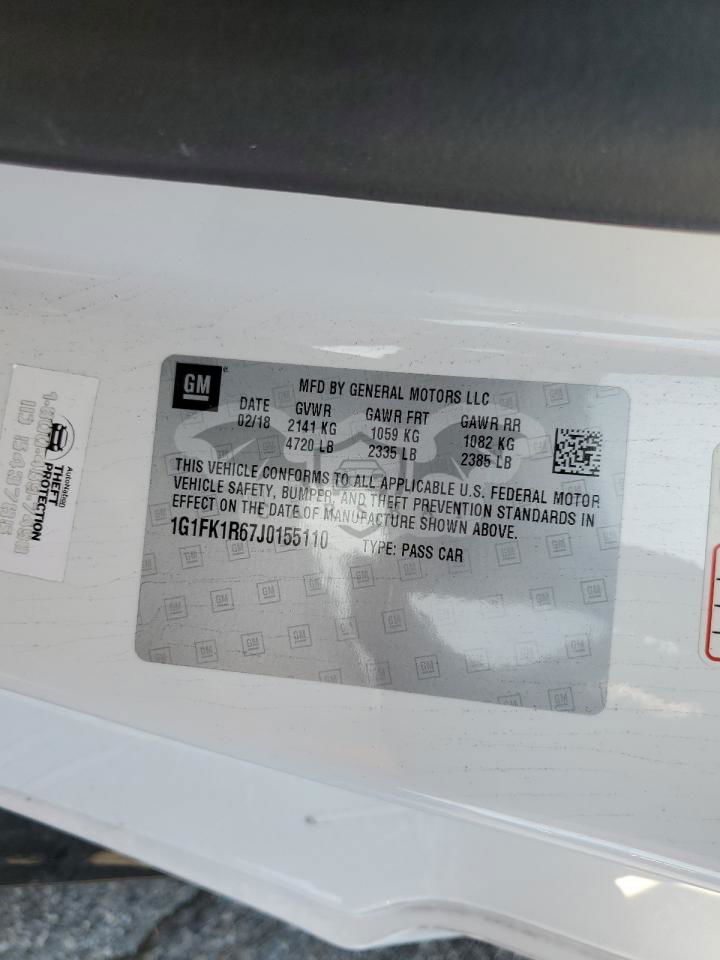 GM
MFD BY GENERAL MOTORS LLC
DATE GVWR GAWR FRT GAWR RR
02/18 2141 KG 1059 KG 1082 KG
4720 LB 2335 LB 2385 LB
THIS VEHICLE CONFORMS TO ALL APPLICABLE U.S. FEDERAL MOTOR
VEHICLE SAFETY, BUMPER, AND THEFT PREVENTION STANDARDS IN
EFFECT ON THE DATE OF MANUFACTURE SHOWN ABOVE.
1G1FK1R67J0155110 TYPE: PASS CAR
AutoNation
THEFT
PROTECTION